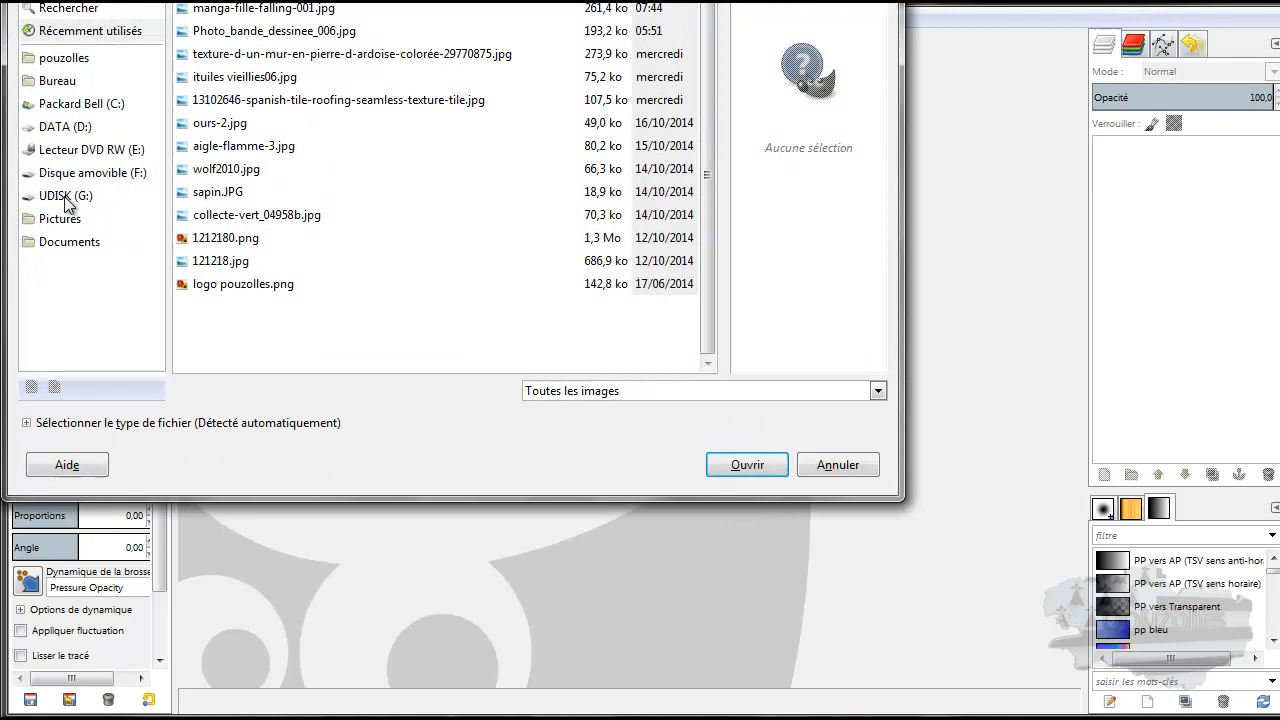 Rechercher
Récemment utilisés
pouzolles
Bureau
Packard Bell (C:)
DATA (D:)
Lecteur DVD RW (E:)
Disque amovible (F:)
UDISK (G:)
Pictures
Documents
manga-fille-falling-001.jpg 261,4 ko 07:44
Photo_bande_dessinee_006.jpg 193,2 ko 05:51
texture-d-un-mur-en-pierre-d-ardoise 29770875.jpg 273,9 ko mercredi
ituiles vieillies06.jpg 75,2 ko mercredi
13102646-spanish-tile-roofing-seamless-texture-tile.jpg 107,5 ko mercredi
ours-2.jpg 49,0 ko 16/10/2014
aigle-flamme-3.jpg 80,2 ko 15/10/2014
wolf2010.jpg 66,3 ko 14/10/2014
sapin.JPG 18,9 ko 14/10/2014
collecte-vert_04958b.jpg 70,3 ko 14/10/2014
1212180.png 1,3 Mo 12/10/2014
121218.jpg 686,9 ko 12/10/2014
logo pouzolles.png 142,8 ko 17/06/2014
Aucune sélection
Toutes les images
Sélectionner le type de fichier (Détecté automatiquement)
Aide
Ouvrir
Annuler
Proportions 0,00
Angle 0,00
Dynamique de la brosse
Pressure Opacity
Options de dynamique
Appliquer fluctuation
Lisser le tracé
Mode : Normal
Opacité 100,0
Verrouiller :
filtre
PP vers AP (TSV sens anti-hor
PP vers AP (TSV sens horaire)
PP vers Transparent
pp bleu
saisir les mots-clés